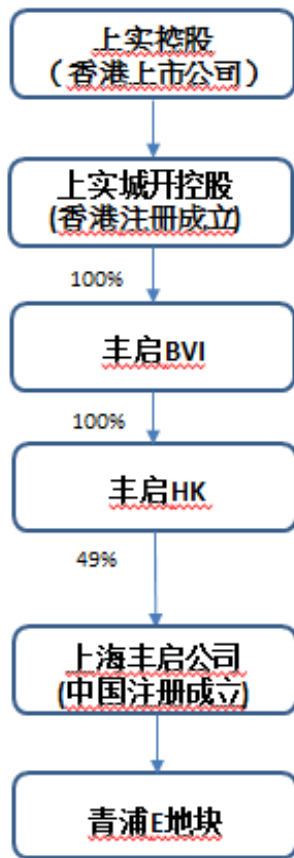 上实控股
（香港上市公司）
上实城开控股
(香港注册成立)
100%
丰启BVI
100%
丰启HK
49%
上海丰启公司
(中国注册成立)
青浦E地块